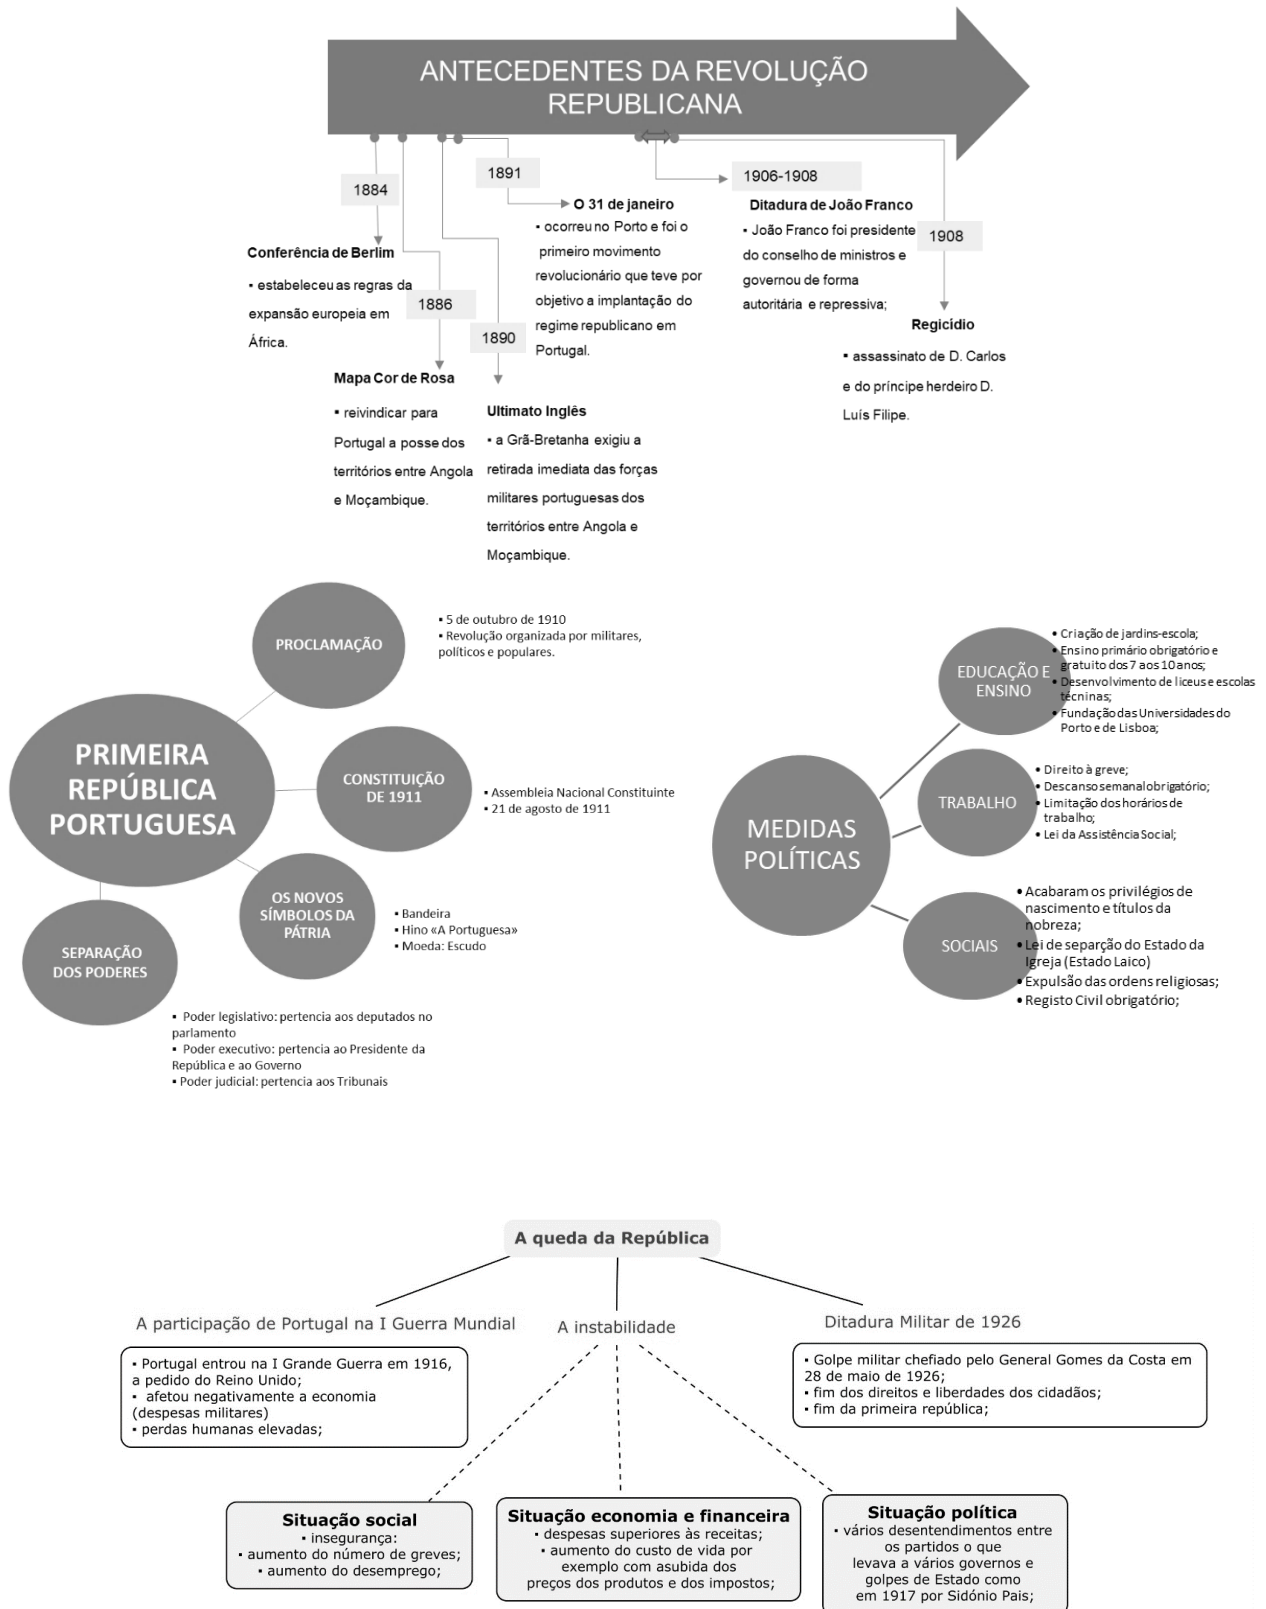 ANTECEDENTES DA REVOLUÇÃO
REPUBLICANA
1884
Conferência de Berlim
▪ estabeleceu as regras da
expansão europeia em
África.
1886
Mapa Cor de Rosa
▪ reivindicar para
Portugal a posse dos
territórios entre Angola
e Moçambique.
1890
Ultimato Inglês
▪ a Grã-Bretanha exigiu a
retirada imediata das forças
militares portuguesas dos
territórios entre Angola e
Moçambique.
1891
O 31 de janeiro
▪ ocorreu no Porto e foi o
primeiro movimento
revolucionário que teve por
objetivo a implantação do
regime republicano em
Portugal.
1906-1908
Ditadura de João Franco
▪ João Franco foi presidente
do conselho de ministros e
governou de forma
autoritária e repressiva;
1908
Regicídio
▪ assassinato de D. Carlos
e do príncipe herdeiro D.
Luís Filipe.
PRIMEIRA
REPÚBLICA
PORTUGUESA
PROCLAMAÇÃO
▪ 5 de outubro de 1910
▪ Revolução organizada por militares,
políticos e populares.
CONSTITUIÇÃO
DE 1911
▪ Assembleia Nacional Constituinte
▪ 21 de agosto de 1911
OS NOVOS
SÍMBOLOS DA
PÁTRIA
▪ Bandeira
▪ Hino «A Portuguesa»
▪ Moeda: Escudo
SEPARAÇÃO
DOS PODERES
▪ Poder legislativo: pertencia aos deputados no
parlamento
▪ Poder executivo: pertencia ao Presidente da
República e ao Governo
▪ Poder judicial: pertencia aos Tribunais
MEDIDAS
POLÍTICAS
EDUCAÇÃO E
ENSINO
• Criação de jardins-escola;
• Ensino primário obrigatório e
gratuito dos 7 aos 10 anos;
• Desenvolvimento de liceus e escolas
técninas;
• Fundação das Universidades do
Porto e de Lisboa;
TRABALHO
• Direito à greve;
• Descanso semanal obrigatório;
• Limitação dos horários de
trabalho;
• Lei da Assistência Social;
SOCIAIS
• Acabaram os privilégios de
nascimento e títulos da
nobreza;
• Lei de separção do Estado da
Igreja (Estado Laico)
• Expulsão das ordens religiosas;
• Registo Civil obrigatório;
A queda da República
A participação de Portugal na I Guerra Mundial
▪ Portugal entrou na I Grande Guerra em 1916,
a pedido do Reino Unido;
▪ afetou negativamente a economia
(despesas militares)
▪ perdas humanas elevadas;
A instabilidade
Ditadura Militar de 1926
▪ Golpe militar chefiado pelo General Gomes da Costa em
28 de maio de 1926;
▪ fim dos direitos e liberdades dos cidadãos;
▪ fim da primeira república;
Situação social
▪ insegurança:
▪ aumento do número de greves;
▪ aumento do desemprego;
Situação economia e financeira
▪ despesas superiores às receitas;
▪ aumento do custo de vida por
exemplo com asubida dos
preços dos produtos e dos impostos;
Situação política
▪ vários desentendimentos entre
os partidos o que
levava a vários governos e
golpes de Estado como
em 1917 por Sidónio Pais;